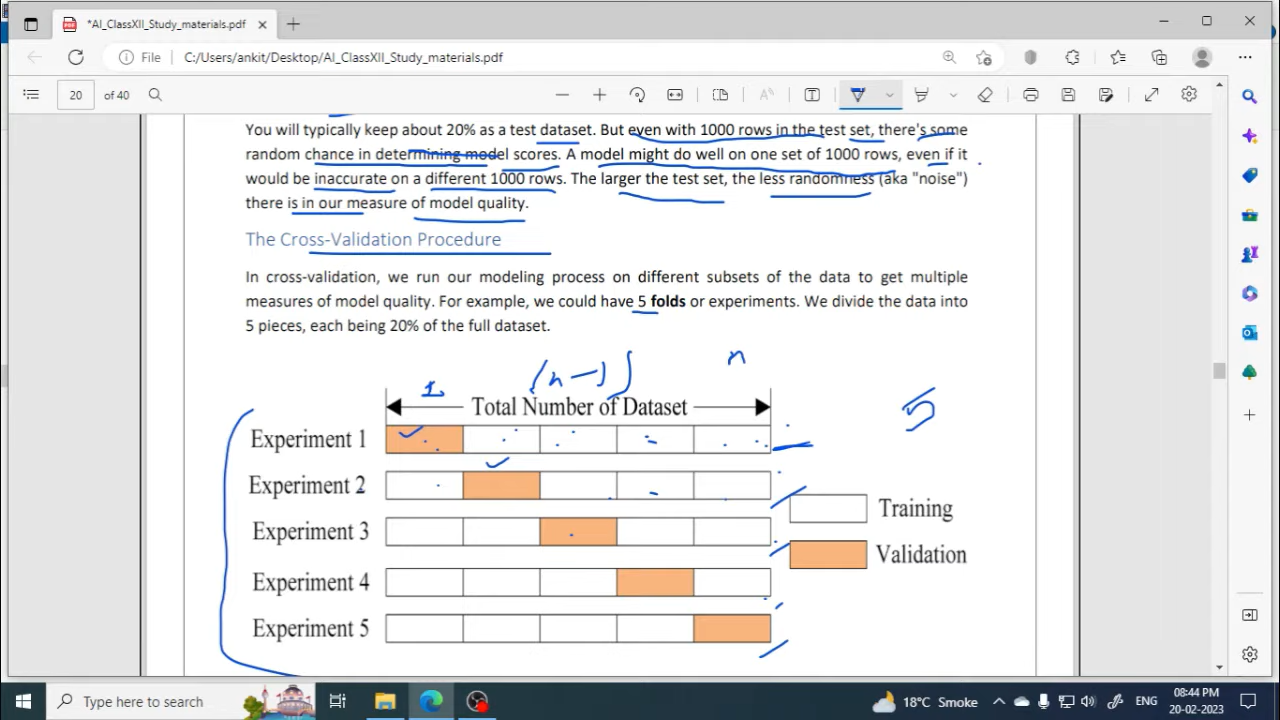 *AI_ClassXII_Study_materials.pdf
File C:/Users/ankit/Desktop/AI_ClassXII_Study_materials.pdf
20 of 40
You will typically keep about 20% as a test dataset. But even with 1000 rows in the test set, there's some
random chance in determining model scores. A model might do well on one set of 1000 rows, even if it
would be inaccurate on a different 1000 rows. The larger the test set, the less randomness (aka "noise")
there is in our measure of model quality.
The Cross-Validation Procedure
In cross-validation, we run our modeling process on different subsets of the data to get multiple
measures of model quality. For example, we could have 5 folds or experiments. We divide the data into
5 pieces, each being 20% of the full dataset.
1 (n-1) n
Total Number of Dataset
5
Experiment 1
Experiment 2
Experiment 3
Experiment 4
Experiment 5
Training
Validation
Type here to search
18°C Smoke
ENG
08:44 PM
20-02-2023